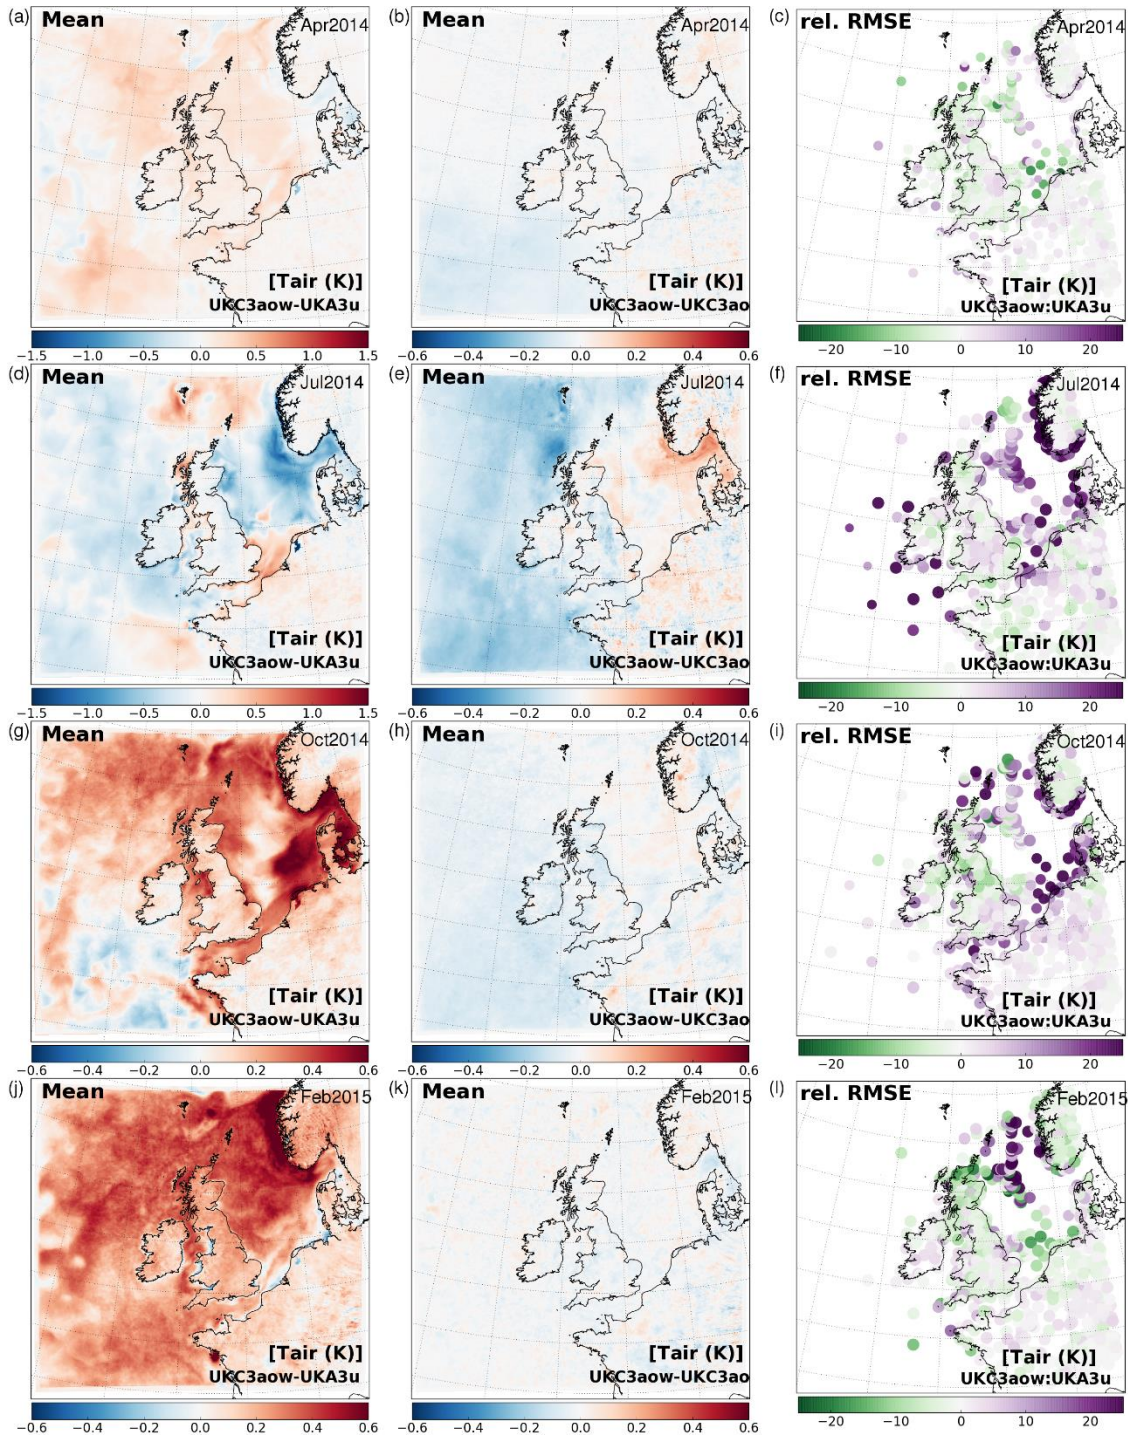 (a) Mean Apr2014
[Tair (K)]
UKC3aow-UKA3u
−1.5 −1.0 −0.5 0.0 0.5 1.0 1.5
(b) Mean Apr2014
[Tair (K)]
UKC3aow-UKC3ao
−0.6 −0.4 −0.2 0.0 0.2 0.4 0.6
(c) rel. RMSE Apr2014
[Tair (K)]
UKC3aow:UKA3u
−20 −10 0 10 20
(d) Mean Jul2014
[Tair (K)]
UKC3aow-UKA3u
−1.5 −1.0 −0.5 0.0 0.5 1.0 1.5
(e) Mean Jul2014
[Tair (K)]
UKC3aow-UKC3ao
−0.6 −0.4 −0.2 0.0 0.2 0.4 0.6
(f) rel. RMSE Jul2014
[Tair (K)]
UKC3aow:UKA3u
−20 −10 0 10 20
(g) Mean Oct2014
[Tair (K)]
UKC3aow-UKA3u
−0.6 −0.4 −0.2 0.0 0.2 0.4 0.6
(h) Mean Oct2014
[Tair (K)]
UKC3aow-UKC3ao
−0.6 −0.4 −0.2 0.0 0.2 0.4 0.6
(i) rel. RMSE Oct2014
[Tair (K)]
UKC3aow:UKA3u
−20 −10 0 10 20
(j) Mean Feb2015
[Tair (K)]
UKC3aow-UKA3u
−0.6 −0.4 −0.2 0.0 0.2 0.4 0.6
(k) Mean Feb2015
[Tair (K)]
UKC3aow-UKC3ao
−0.6 −0.4 −0.2 0.0 0.2 0.4 0.6
(l) rel. RMSE Feb2015
[Tair (K)]
UKC3aow:UKA3u
−20 −10 0 10 20